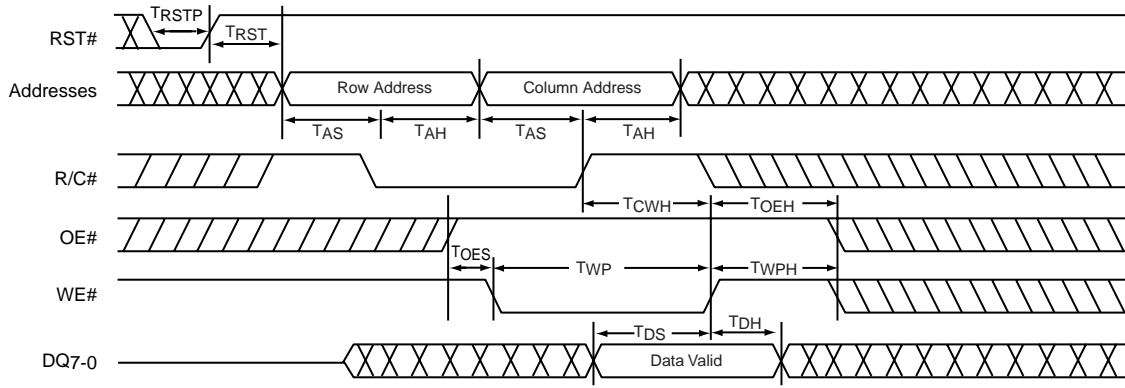 RST#
TRSTP
TRST
Addresses
Row Address
Column Address
TAS
TAH
TAS
TAH
R/C#
TCWH
TOEH
OE#
TOES
TWP
TWPH
WE#
TDS
TDH
DQ7-0
Data Valid